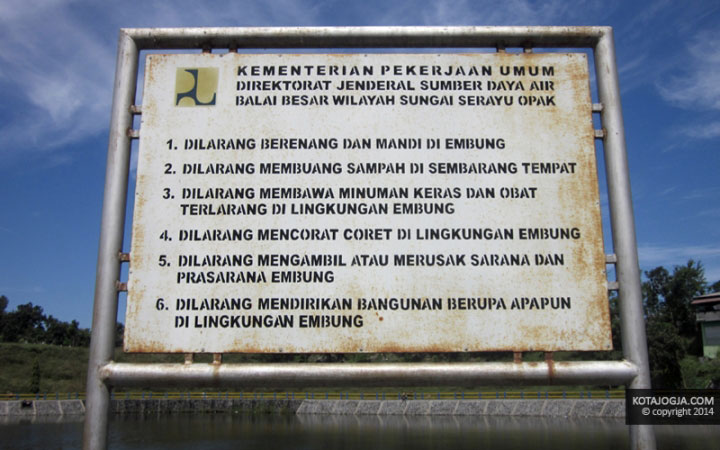 KEMENTERIAN PEKERJAAN UMUM
DIREKTORAT JENDERAL SUMBER DAYA AIR
BALAI BESAR WILAYAH SUNGAI SERAYU OPAK
1. DILARANG BERENANG DAN MANDI DI EMBUNG
2. DILARANG MEMBUANG SAMPAH DI SEMBARANG TEMPAT
3. DILARANG MEMBAWA MINUMAN KERAS DAN OBAT
TERLARANG DI LINGKUNGAN EMBUNG
4. DILARANG MENCORAT CORET DI LINGKUNGAN EMBUNG
5. DILARANG MENGAMBIL ATAU MERUSAK SARANA DAN
PRASARANA EMBUNG
6. DILARANG MENDIRIKAN BANGUNAN BERUPA APAPUN
DI LINGKUNGAN EMBUNG
KOTAJOGJA.COM
© copyright 2014